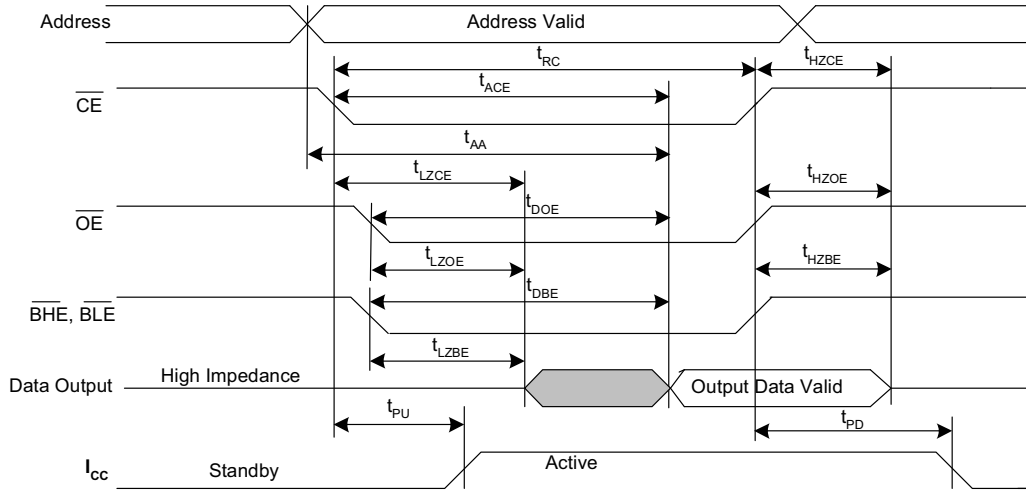 Address
Address Valid
tRC
tHZCE
tACE
CE
tAA
tLZCE
tHZOE
OE
tDOE
tLZOE
tHZBE
tDBE
BHE, BLE
tLZBE
Data Output
High Impedance
Output Data Valid
tPU
tPD
ICC
Standby
Active